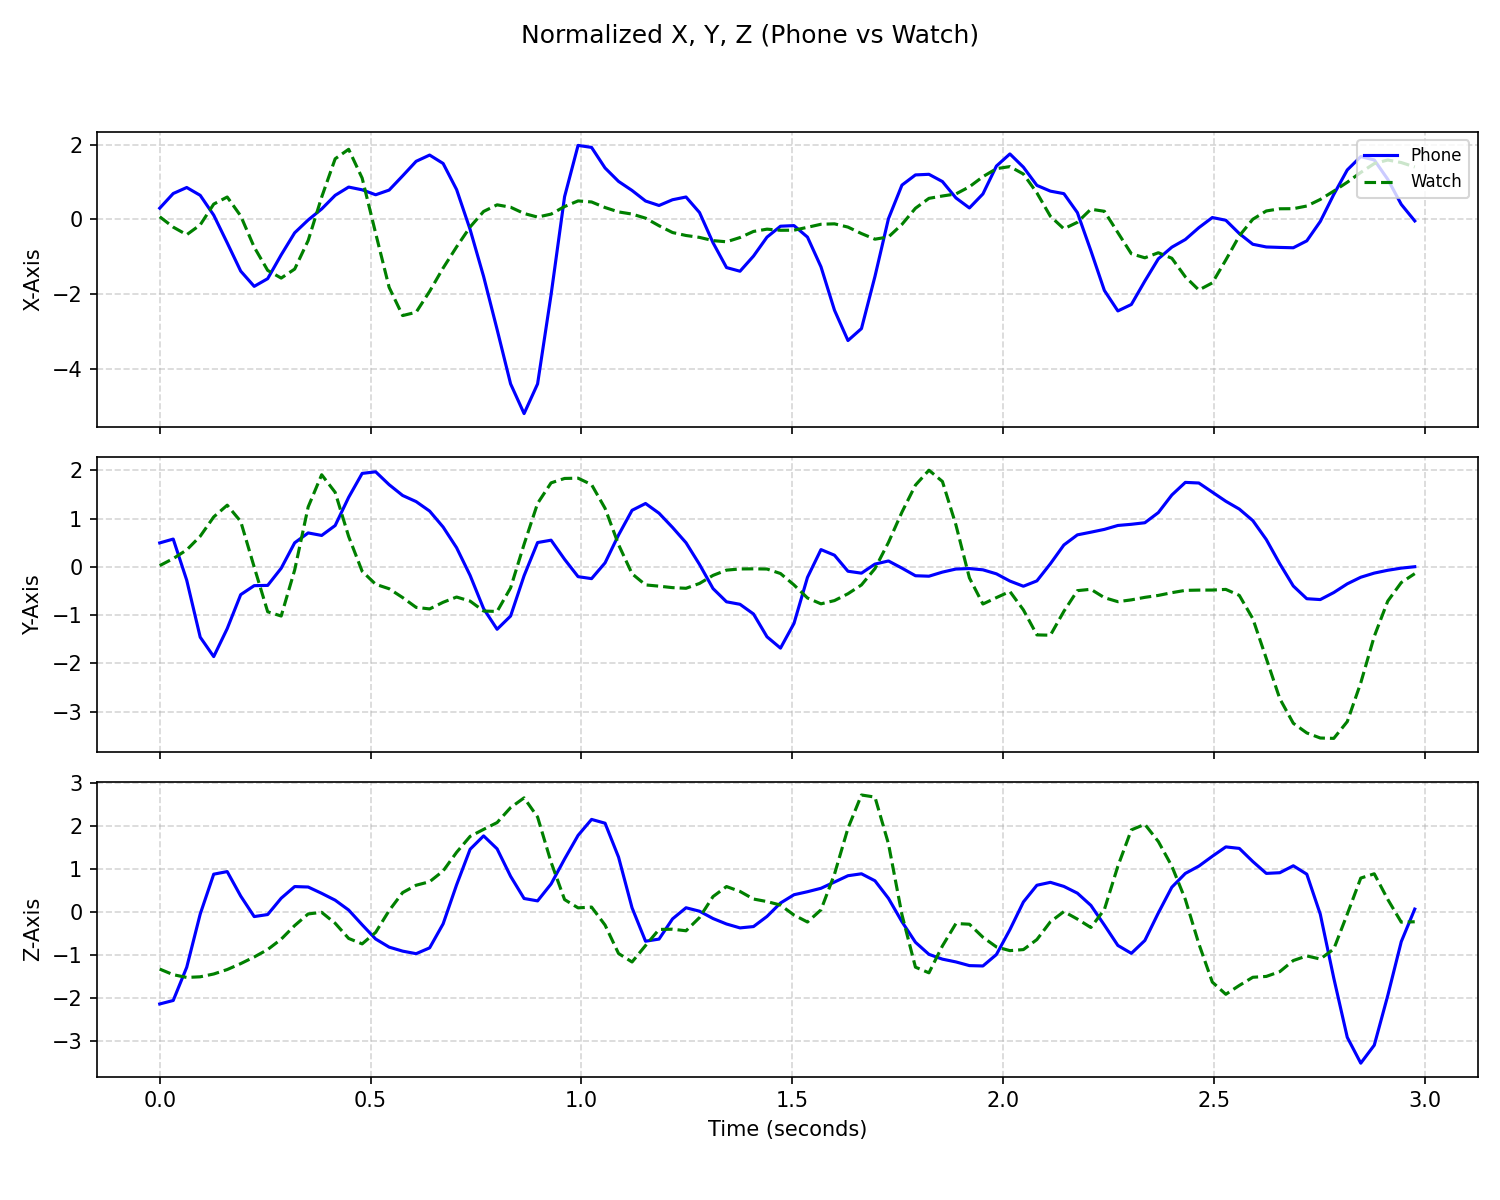 Normalized X, Y, Z (Phone vs Watch)
2
0
−2
−4
X-Axis
Phone
Watch
2
1
0
−1
−2
−3
Y-Axis
3
2
1
0
−1
−2
−3
Z-Axis
0.0 0.5 1.0 1.5 2.0 2.5 3.0
Time (seconds)